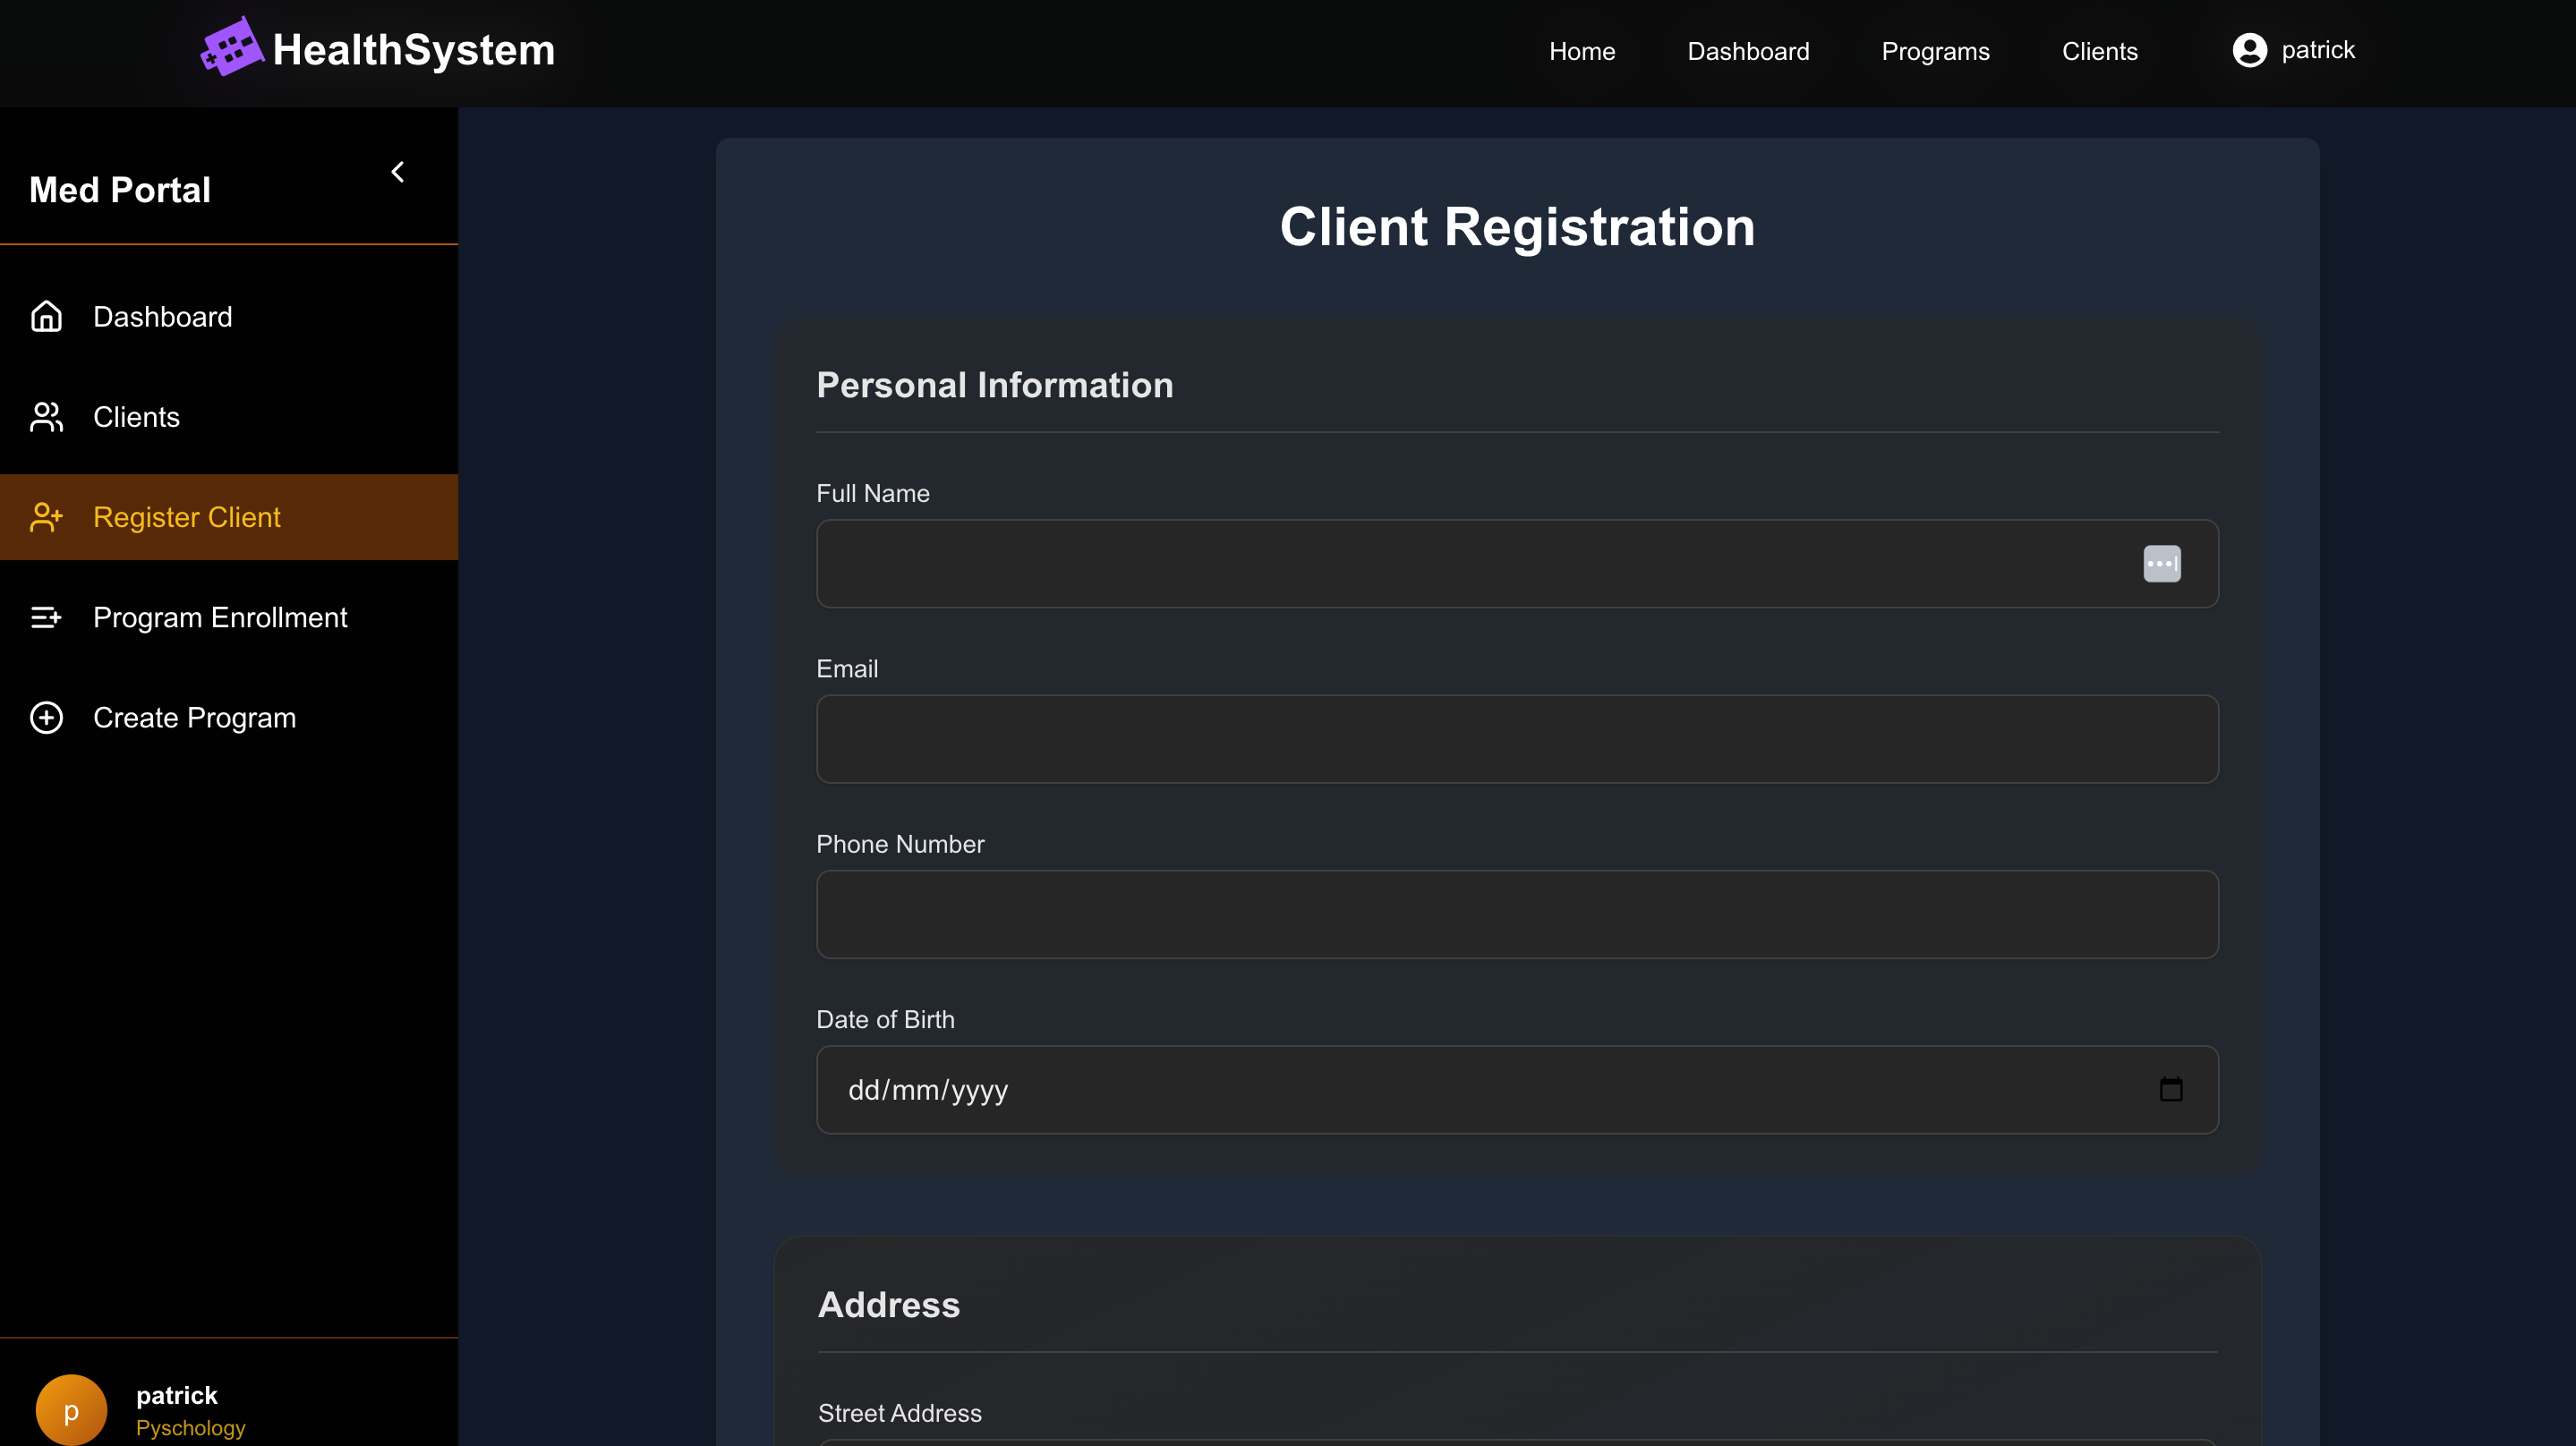 HealthSystem
Home
Dashboard
Programs
Clients
patrick
Med Portal
Dashboard
Clients
Register Client
Program Enrollment
Create Program
patrick
Pyschology
p
Client Registration
Personal Information
Full Name
Email
Phone Number
Date of Birth
dd/mm/yyyy
Address
Street Address